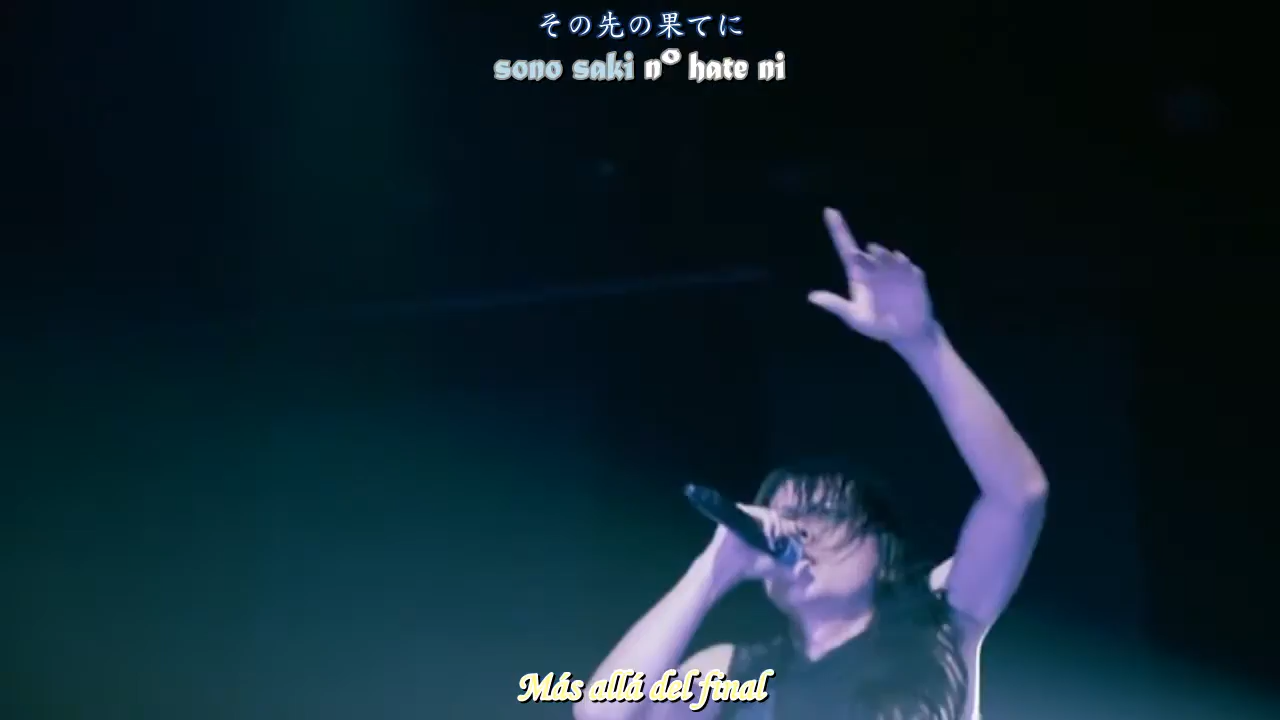 その先の果てに
sono saki no hate ni
Más allá del final